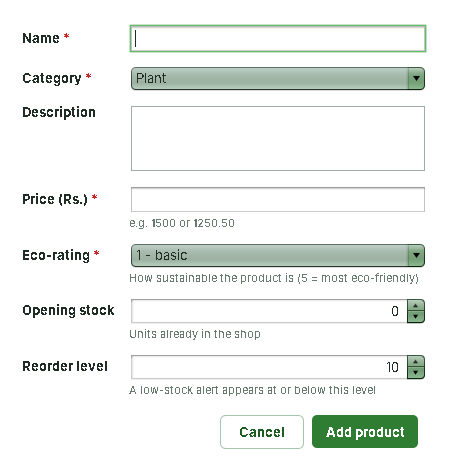 Name *
Category * Plant
Description
Price (Rs.) *
e.g. 1500 or 1250.50
Eco-rating * 1 - basic
How sustainable the product is (5 = most eco-friendly)
Opening stock 0
Units already in the shop
Reorder level 10
A low-stock alert appears at or below this level
Cancel Add product